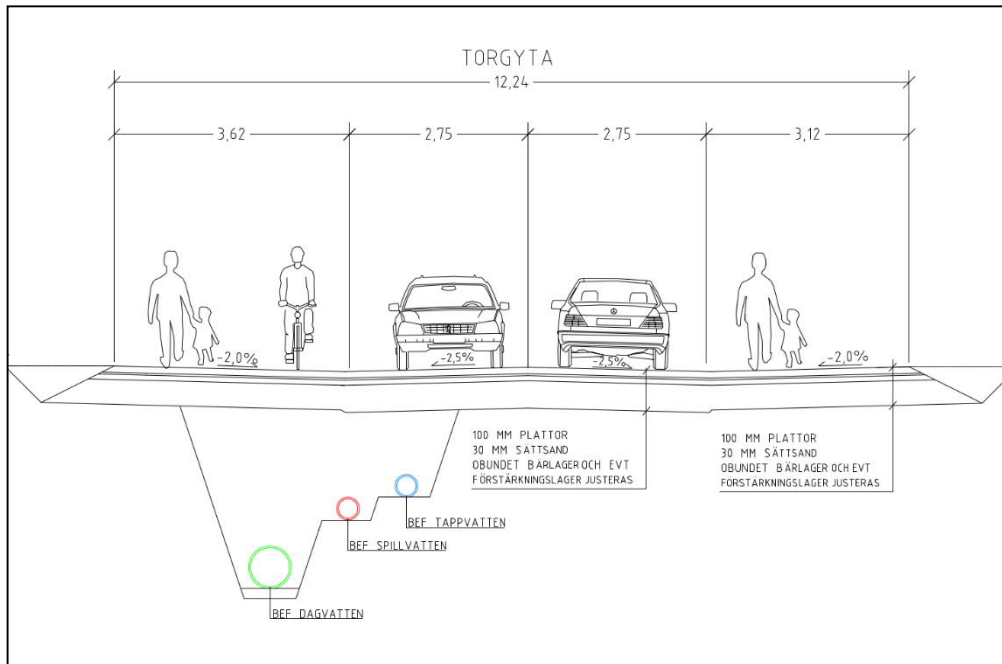 TORGYTA
12,24
3,62
2,75
2,75
3,12
-2,0%
-2,5%
-2,5%
-2,0%
100 MM PLATTOR
30 MM SÄTTSAND
OBUNDET BÄRLAGER OCH EVT
FÖRSTÄRKNINGSLAGER JUSTERAS
100 MM PLATTOR
30 MM SÄTTSAND
OBUNDET BÄRLAGER OCH EVT
FÖRSTÄRKNINGSLAGER JUSTERAS
BEF TAPPVATTEN
BEF SPILLVATTEN
BEF DAGVATTEN